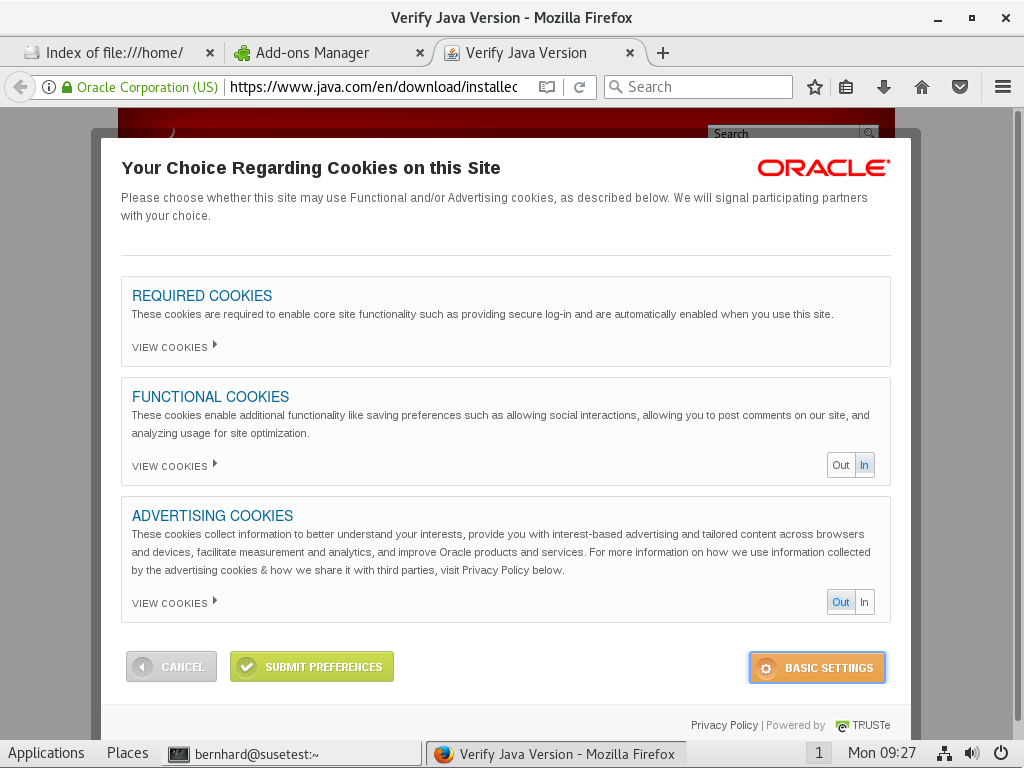 Verify Java Version - Mozilla Firefox
Index of file:///home/
Add-ons Manager
Verify Java Version
Oracle Corporation (US)
https://www.java.com/en/download/installec
Search
Search
Your Choice Regarding Cookies on this Site
ORACLE
Please choose whether this site may use Functional and/or Advertising cookies, as described below. We will signal participating partners
with your choice.
REQUIRED COOKIES
These cookies are required to enable core site functionality such as providing secure log-in and are automatically enabled when you use this site.
VIEW COOKIES
FUNCTIONAL COOKIES
These cookies enable additional functionality like saving preferences such as allowing social interactions, allowing you to post comments on our site, and
analyzing usage for site optimization.
VIEW COOKIES
Out In
ADVERTISING COOKIES
These cookies collect information to better understand your interests, provide you with interest-based advertising and tailored content across browsers
and devices, facilitate measurement and analytics, and improve Oracle products and services. For more information on how we use information collected
by the advertising cookies & how we share it with third parties, visit Privacy Policy below.
VIEW COOKIES
Out In
CANCEL
SUBMIT PREFERENCES
BASIC SETTINGS
Privacy Policy | Powered by TRUSTe
Applications Places bernhard@susetest:~ Verify Java Version - Mozilla Firefox 1 Mon 09:27